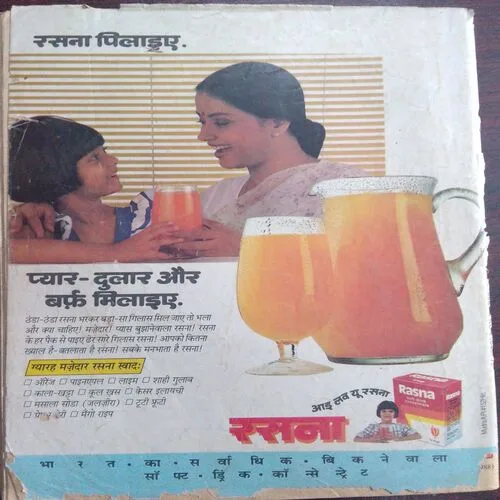 रसना पिलाइए.
प्यार-दुलार और
बर्फ़ मिलाइए.
ठंडा-ठंडा रसना भरकर बड़ा-सा गिलास मिल जाए तो भला
और क्या चाहिए! मज़ेदार! प्यास बुझानेवाला रसना! रसना
के हर पैक से पाइए ढेर सारे गिलास रसना! आपको कितना
ख़्याल है-बतलाता है रसना! सबके मनभाता है रसना!
ग्यारह मज़ेदार रसना स्वाद:
□ ऑरेंज □ पाइनएपल □ लाइम □ शाही गुलाब
□ काला-खट्टा □ कूल ख़स □ केसर इलायची
□ मसाला सोडा (जलजीरा) □ टूटी फ्रूटी
□ मैंगो राइप
आइ लव यू रसना
रसना
Rasna
भारत·का·सर्वाधिक·बिकनेवाला
सॉफ़्ट·ड्रिंक·कॉन्सेन्ट्रेट